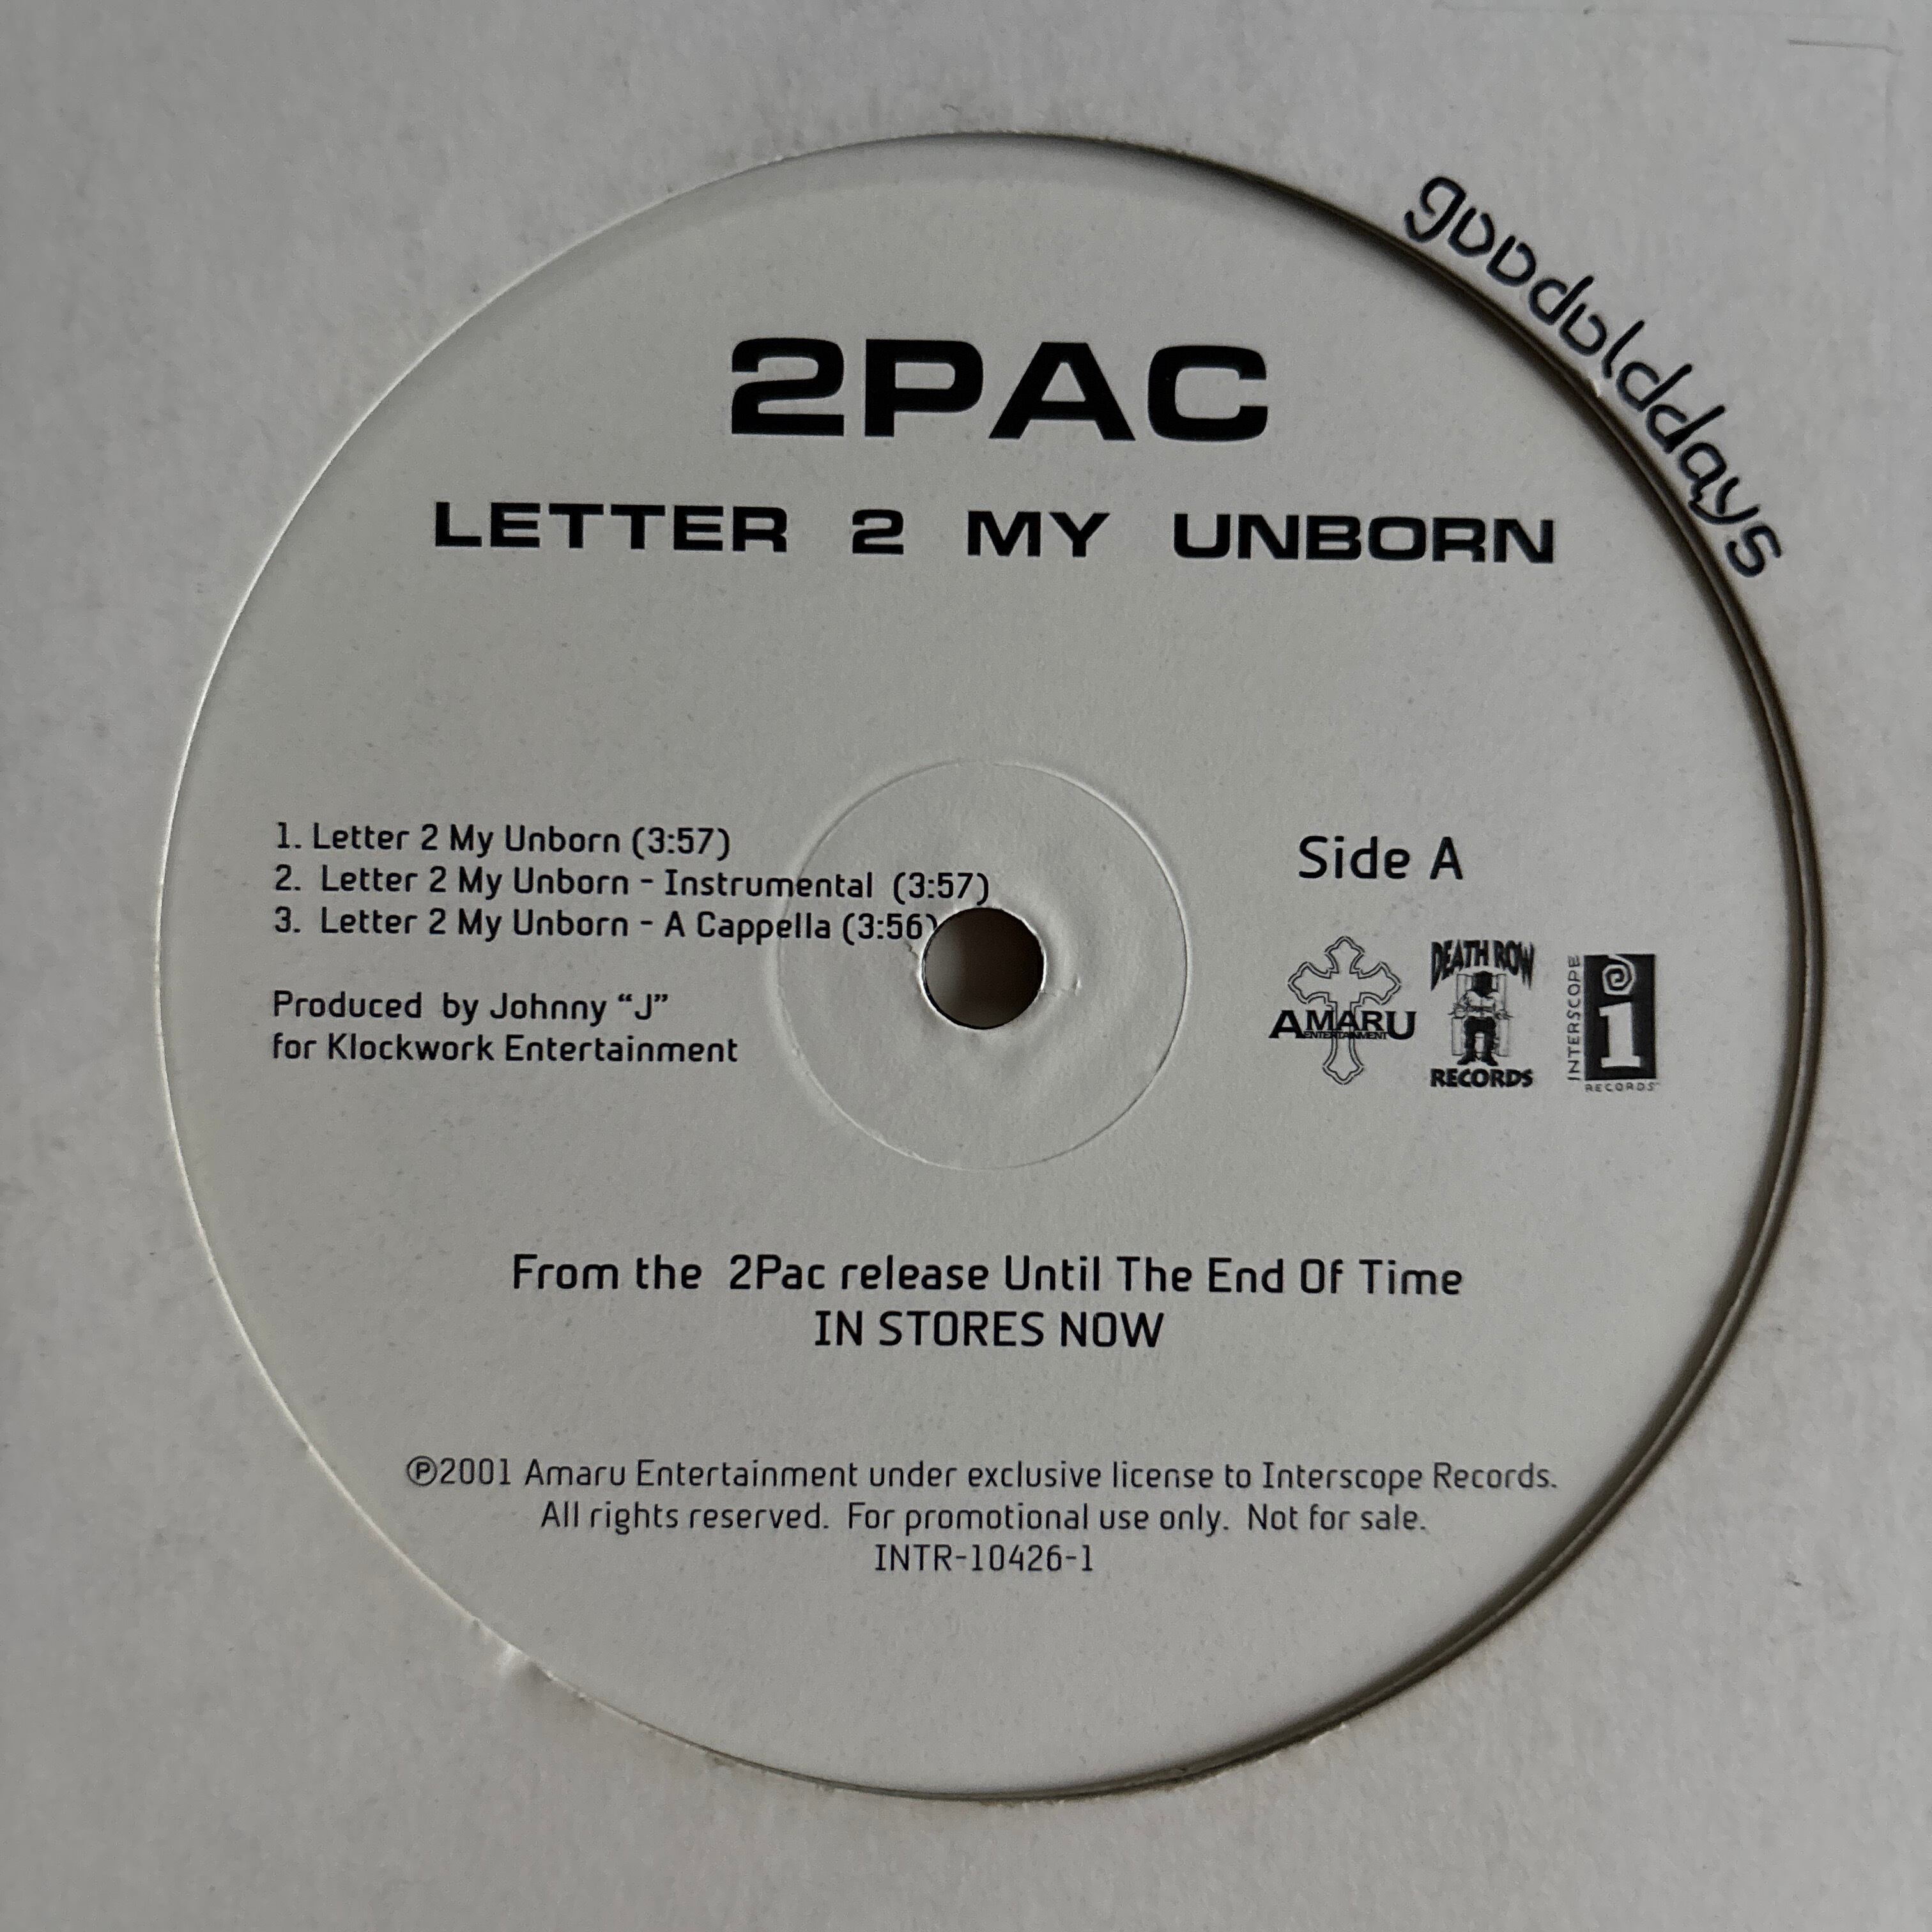 goodolddays
2PAC
LETTER 2 MY UNBORN
1. Letter 2 My Unborn (3:57)
2. Letter 2 My Unborn - Instrumental (3:57)
3. Letter 2 My Unborn - A Cappella (3:56)
Produced by Johnny “J”
for Klockwork Entertainment
Side A
AMARU
ENTERTAINMENT
DEATH ROW
RECORDS
INTERSCOPE
i
RECORDS
From the 2Pac release Until The End Of Time
IN STORES NOW
℗2001 Amaru Entertainment under exclusive license to Interscope Records.
All rights reserved. For promotional use only. Not for sale.
INTR-10426-1